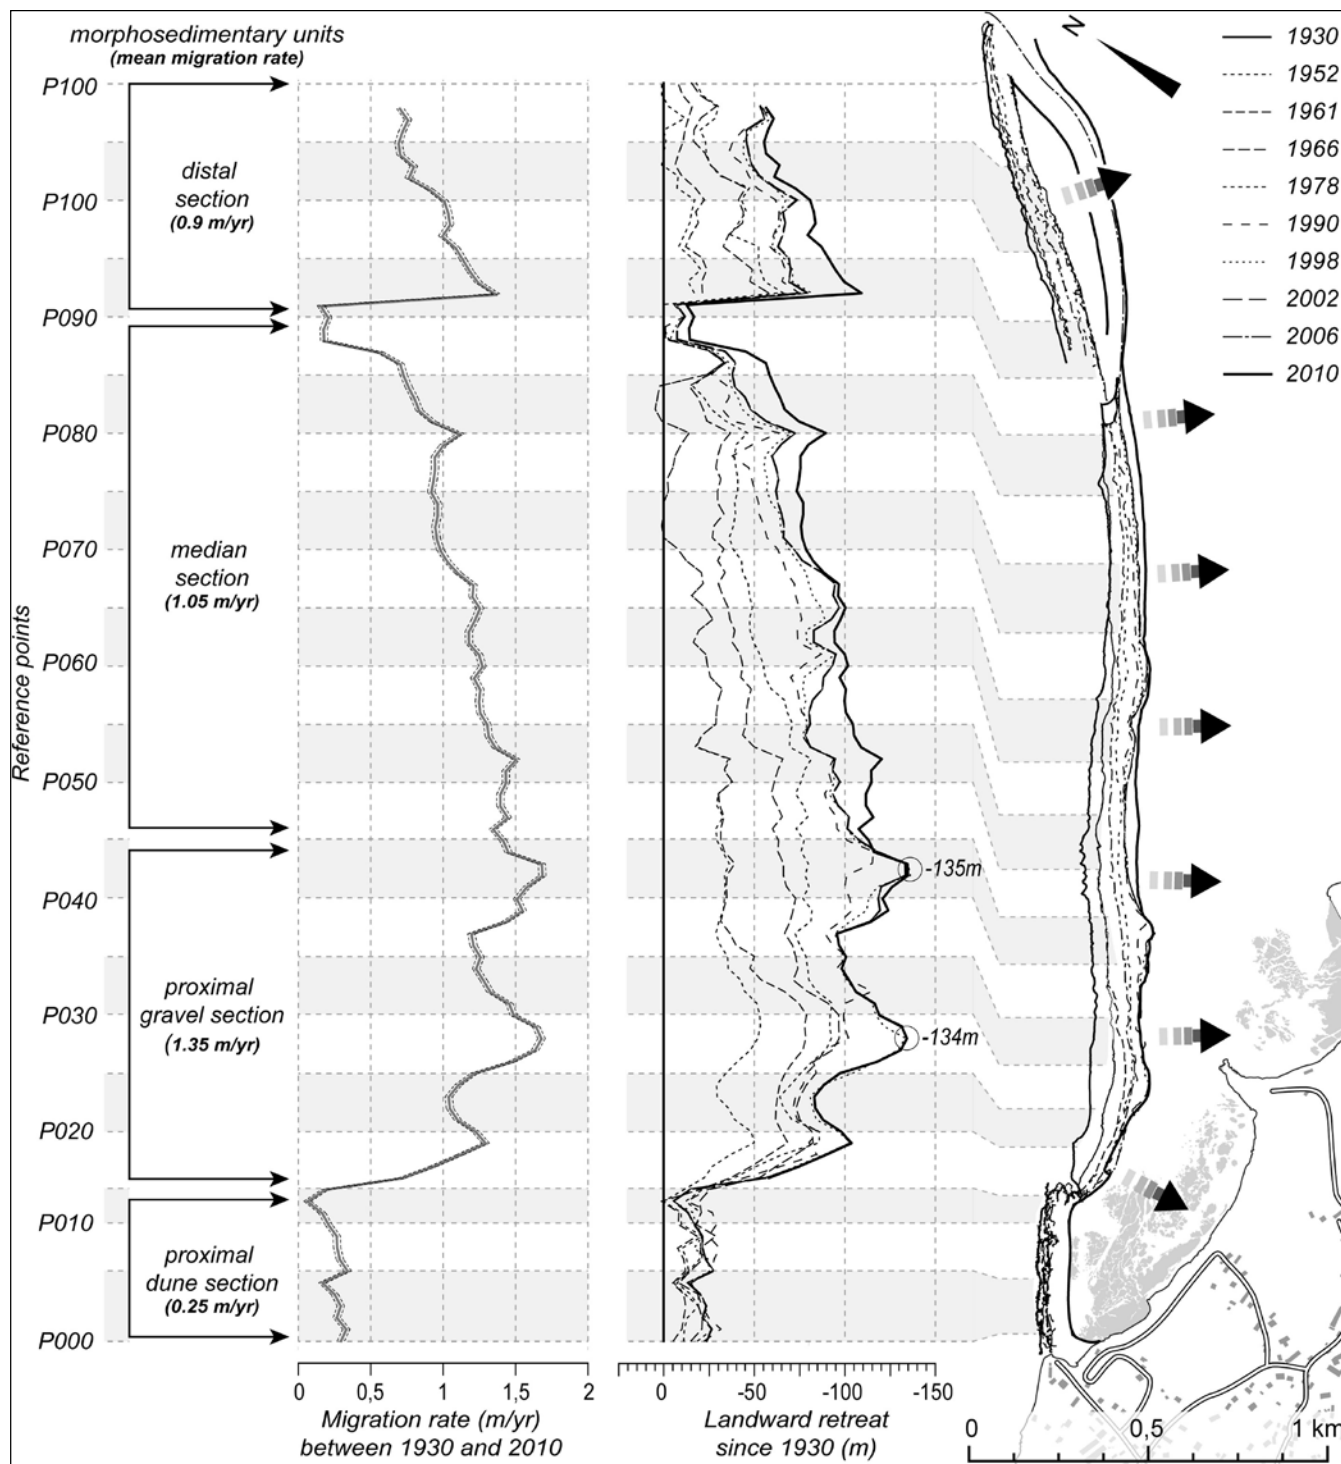 morphosedimentary units
(mean migration rate)
P100
distal
section
(0.9 m/yr)
P100
P090
P080
median
section
(1.05 m/yr)
P070
P060
P050
P040
proximal
gravel section
(1.35 m/yr)
P030
P020
P010
proximal
dune section
(0.25 m/yr)
P000
Reference points
0 0,5 1 1,5 2
Migration rate (m/yr)
between 1930 and 2010
-135m
-134m
0 -50 -100 -150
Landward retreat
since 1930 (m)
N
1930
1952
1961
1966
1978
1990
1998
2002
2006
2010
0 0,5 1 km